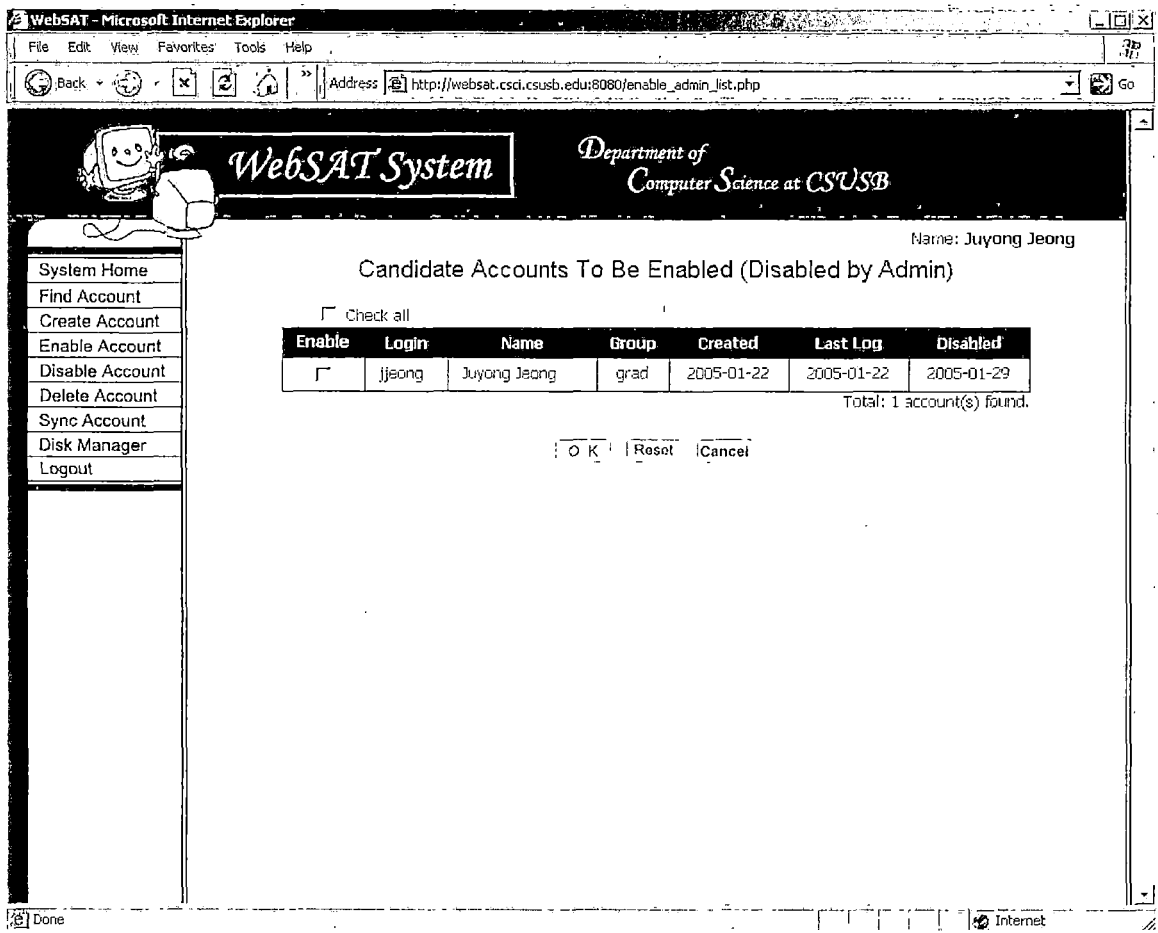 WebSAT - Microsoft Internet Explorer
File Edit View Favorites Tools Help
Back Address http://websat.csci.csusb.edu:8080/enable_admin_list.php Go
WebSAT System
Department of
Computer Science at CSUSB
Name: Juyong Jeong
System Home
Find Account
Create Account
Enable Account
Disable Account
Delete Account
Sync Account
Disk Manager
Logout
Candidate Accounts To Be Enabled (Disabled by Admin)
Check all
Enable Login Name Group Created Last Log Disabled
jjeong Juyong Jeong grad 2005-01-22 2005-01-22 2005-01-29
Total: 1 account(s) found.
O K Reset Cancel
Done Internet